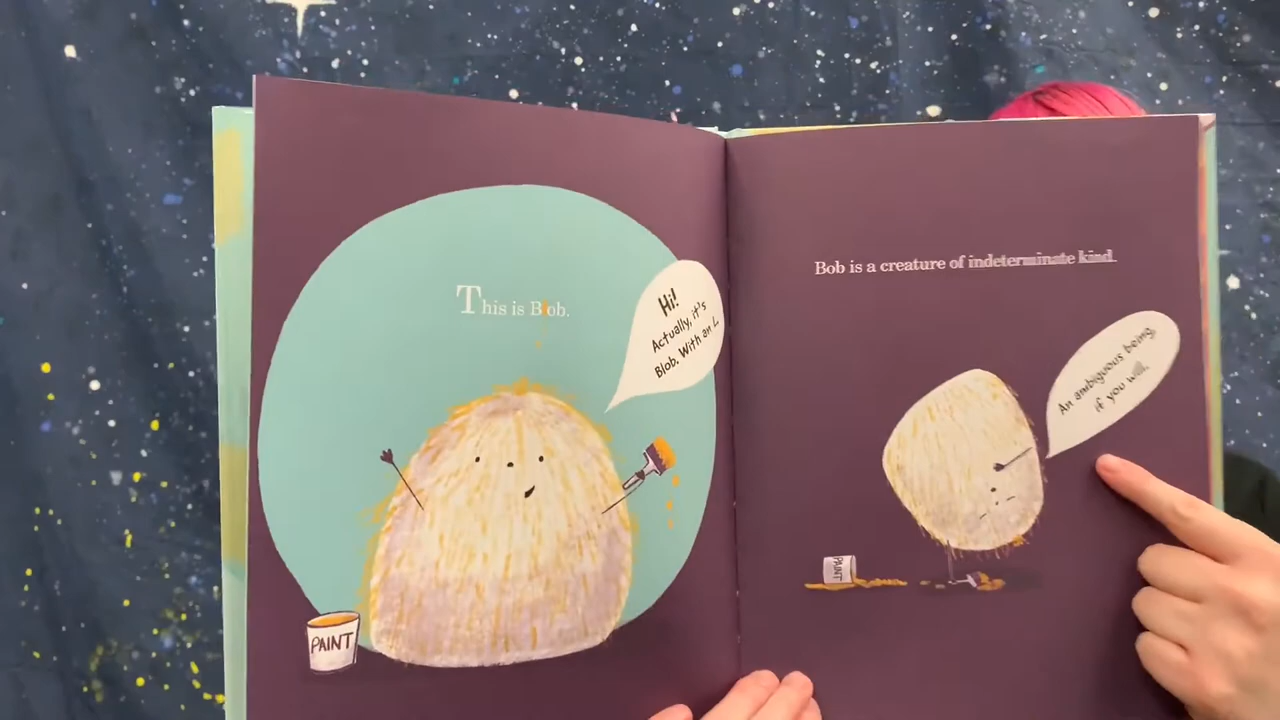 This is Blob.
Hi!
Actually, it's
Blob. With an L.
PAINT
Bob is a creature of indeterminate kind.
An ambiguous being,
if you will.
PAINT